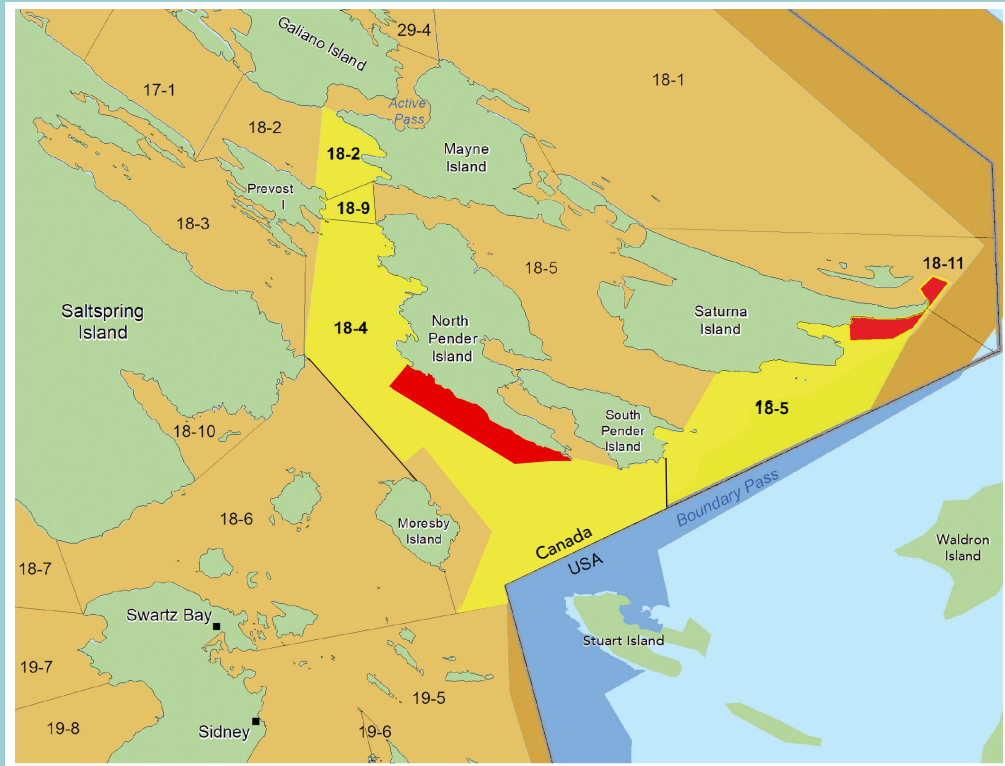 Galiano Island
29-4
17-1
18-1
Active
Pass
18-2
18-2
Mayne
Island
Prevost
I
18-9
18-3
18-5
18-11
Saltspring
Island
18-4
North
Pender
Island
Saturna
Island
18-5
South
Pender
Island
18-10
Boundary Pass
18-6
Moresby
Island
Canada
USA
Waldron
Island
18-7
Swartz Bay
Stuart Island
19-7
19-5
19-8
Sidney
19-6